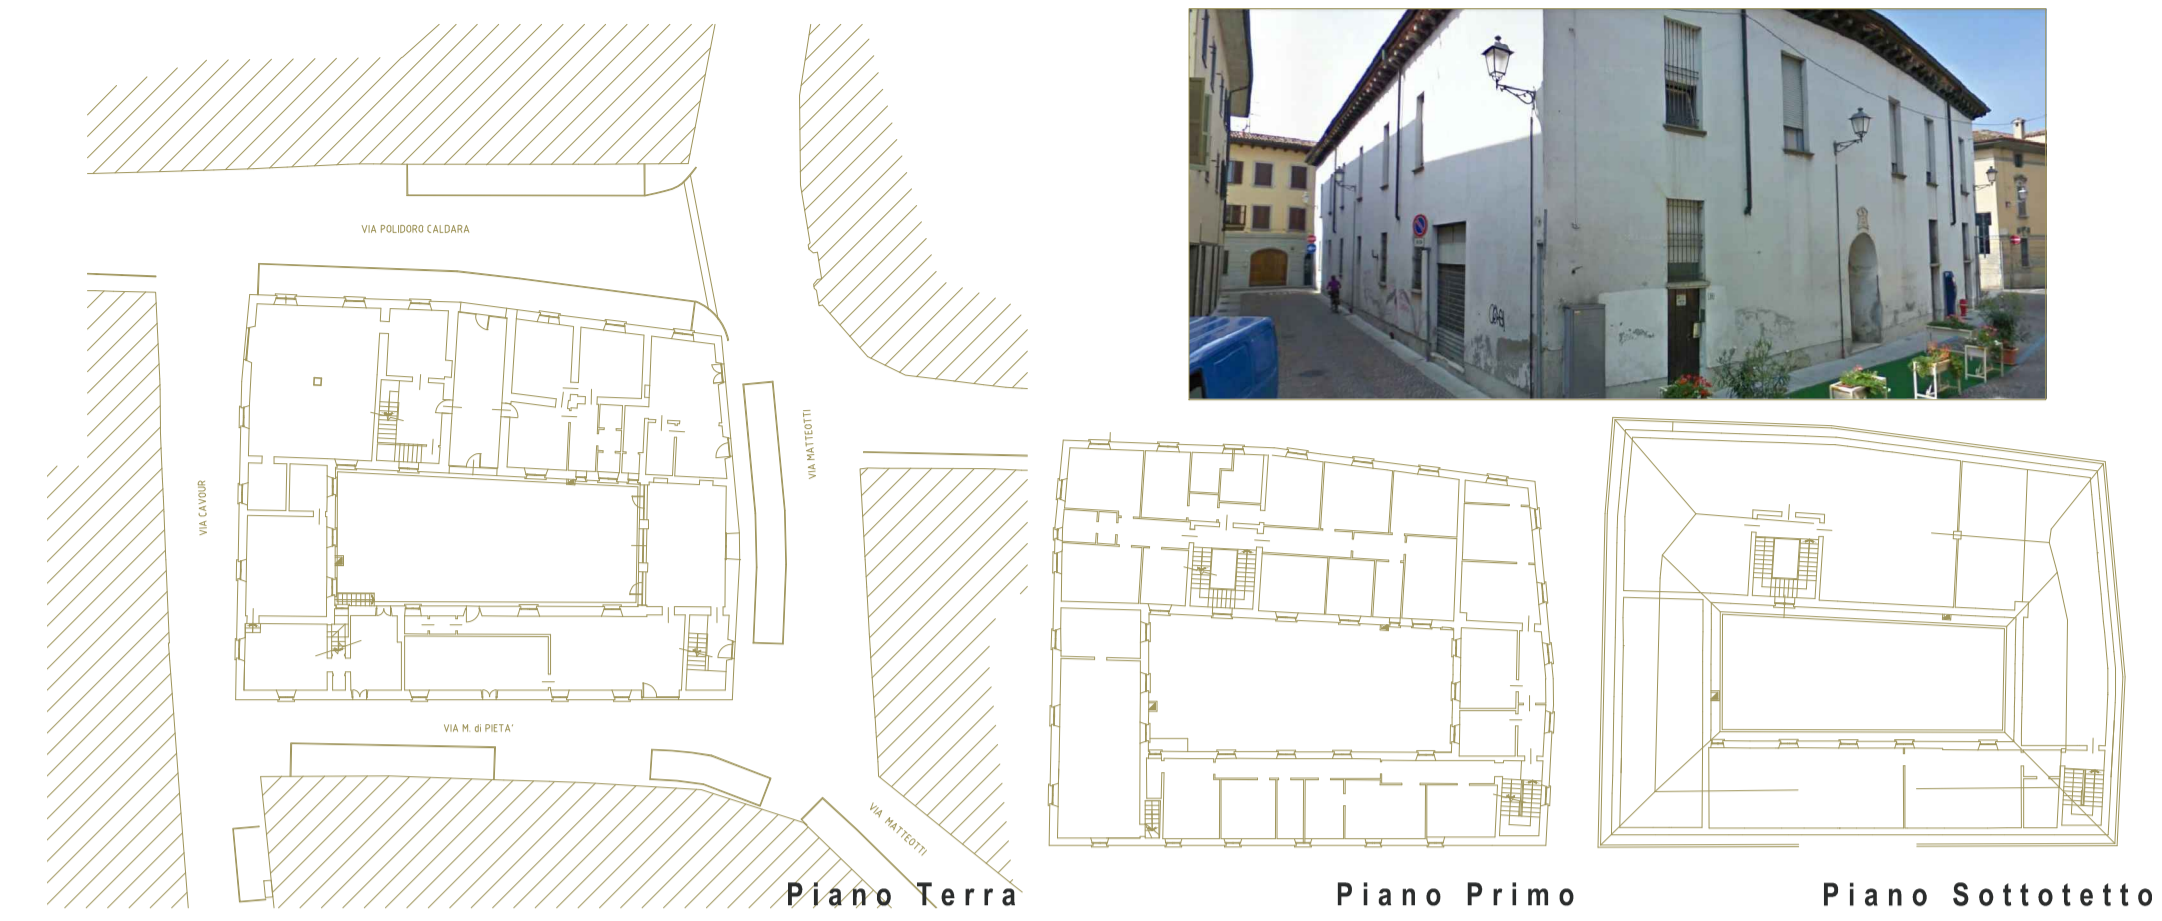 VIA POLIDORO CALDARA
VIA MATTEOTTI
VIA CAVOUR
VIA M. di PIETA'
VIA MATTEOTTI
Piano Terra
Piano Primo
Piano Sottotetto